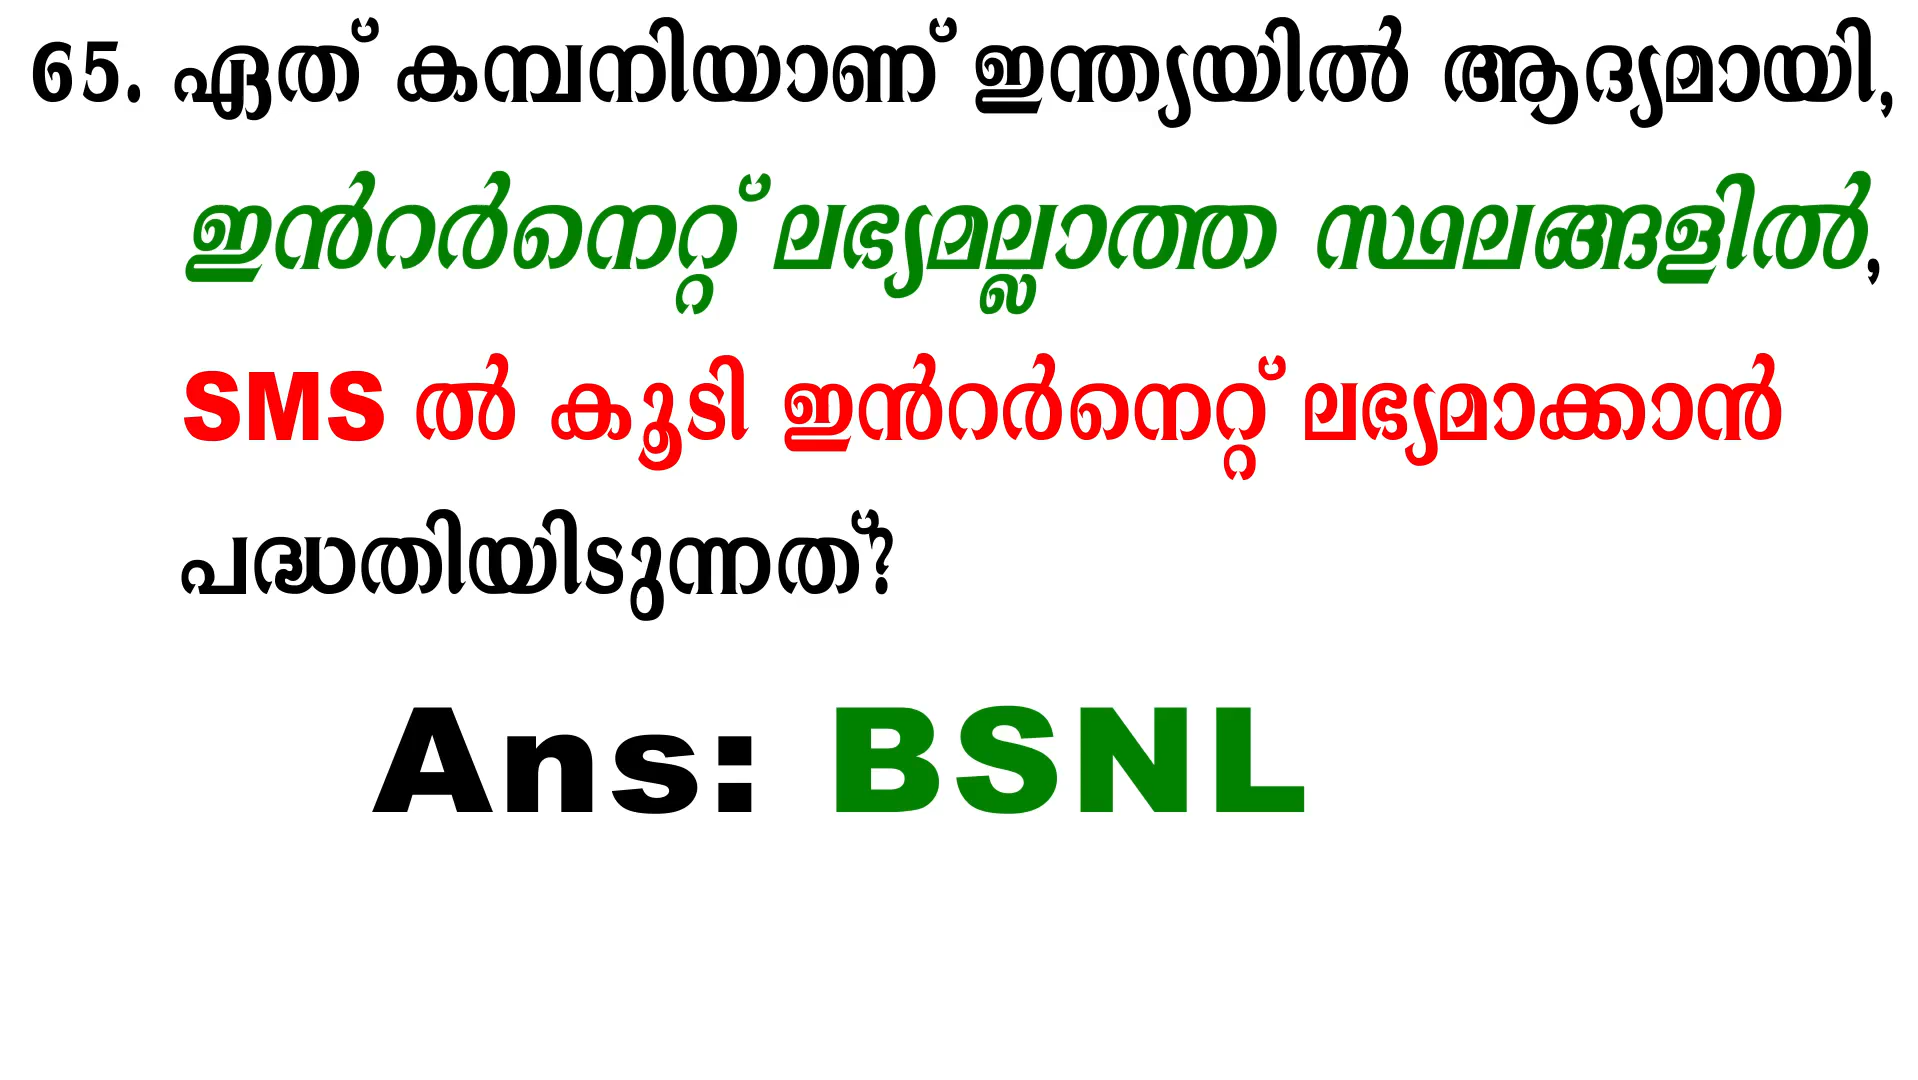 65. ഏത് കമ്പനിയാണ് ഇന്ത്യയിൽ ആദ്യമായി,
ഇൻറർനെറ്റ് ലഭ്യമല്ലാത്ത സ്ഥലങ്ങളിൽ,
SMS ൽ കൂടി ഇൻറർനെറ്റ് ലഭ്യമാക്കാൻ
പദ്ധതിയിടുന്നത്?
Ans: BSNL